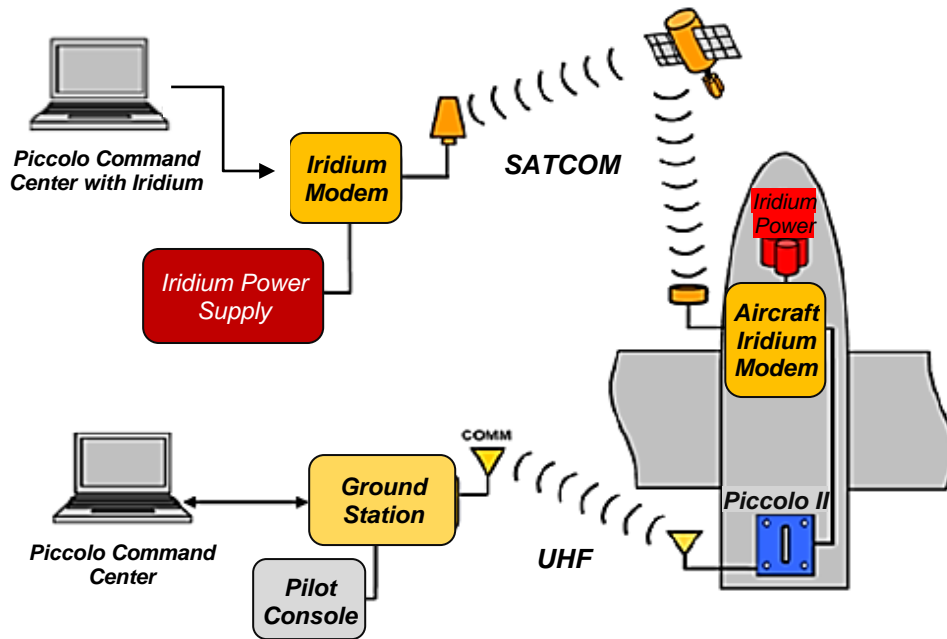 Piccolo Command
Center with Iridium
Iridium
Modem
SATCOM
Iridium
Power
Iridium Power
Supply
Aircraft
Iridium
Modem
COMM
Ground
Station
Piccolo II
Piccolo Command
Center
UHF
Pilot
Console